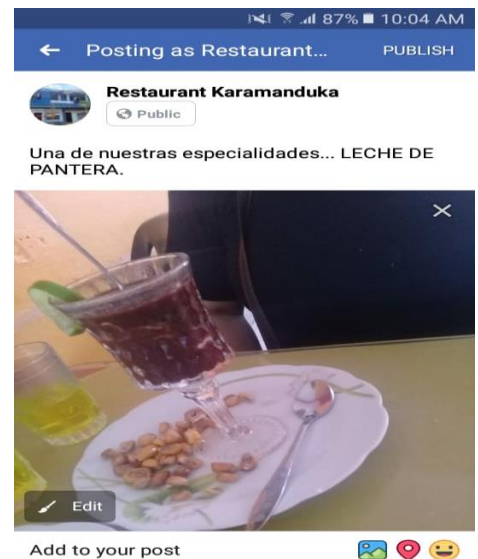 87% 10:04 AM
Posting as Restaurant... PUBLISH
Restaurant Karamanduka
Public
Una de nuestras especialidades... LECHE DE
PANTERA.
Edit
Add to your post